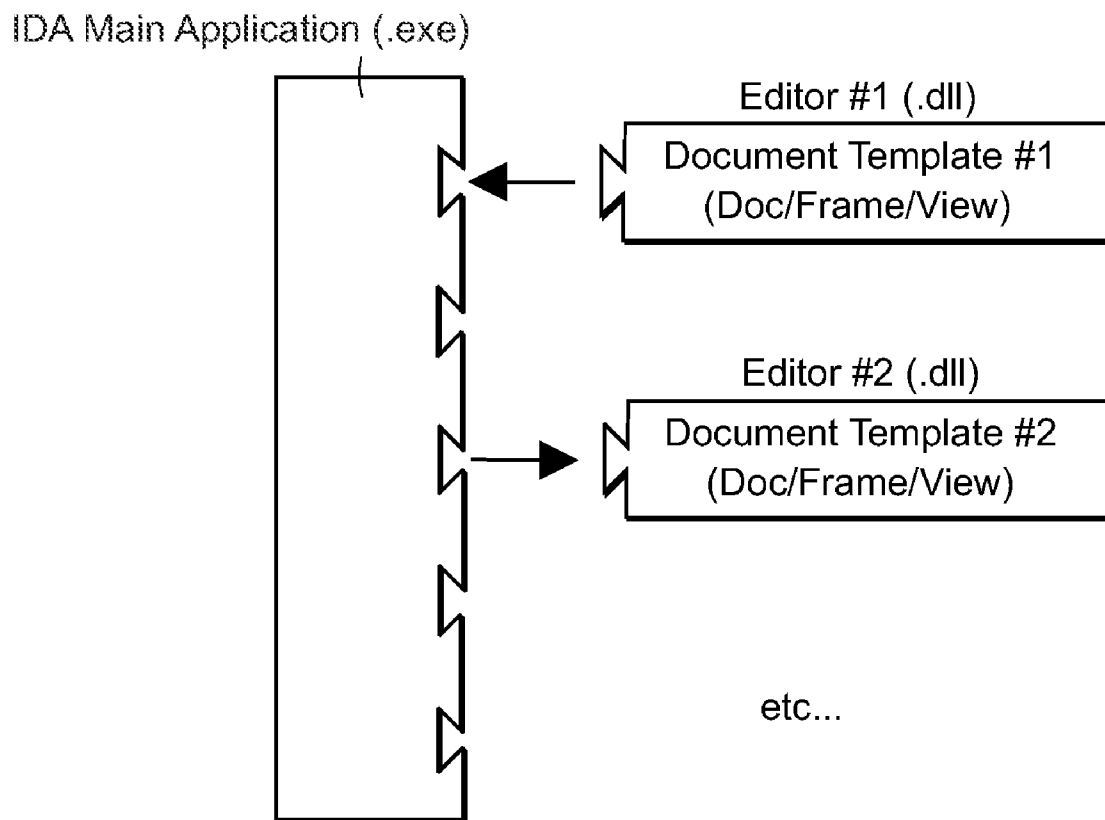 IDA Main Application (.exe)
Editor #1 (.dll)
Document Template #1
(Doc/Frame/View)
Editor #2 (.dll)
Document Template #2
(Doc/Frame/View)
etc...